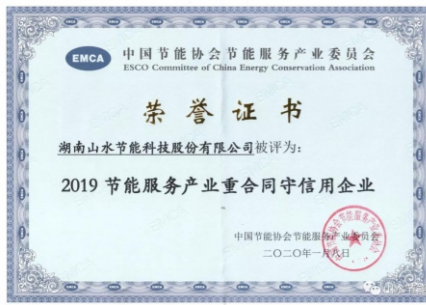 EMCA
中国节能协会节能服务产业委员会
ESCO Committee of China Energy Conservation Association
荣誉证书
湖南山水节能科技股份有限公司被评为:
2019 节能服务产业重合同守信用企业
中国节能协会节能服务产业委员会
二〇二〇年一月九日